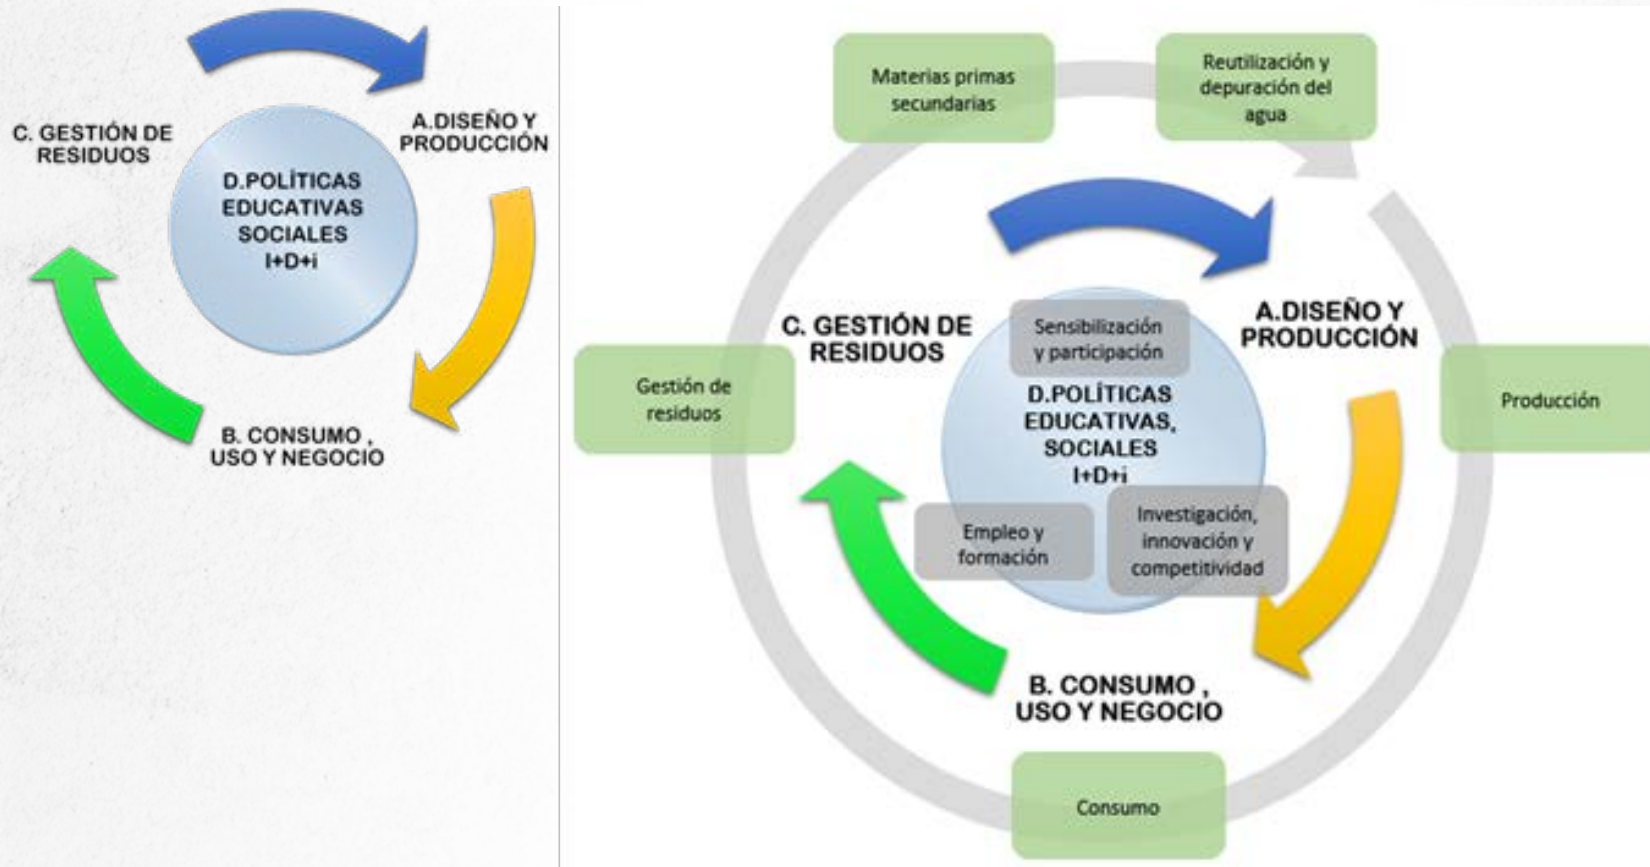 C. GESTIÓN DE
RESIDUOS
A.DISEÑO Y
PRODUCCIÓN
D.POLÍTICAS
EDUCATIVAS
SOCIALES
I+D+i
B. CONSUMO ,
USO Y NEGOCIO
Materias primas
secundarias
Reutilización y
depuración del
agua
C. GESTIÓN DE
RESIDUOS
Sensibilización
y participación
A.DISEÑO Y
PRODUCCIÓN
Gestión de
residuos
D.POLÍTICAS
EDUCATIVAS,
SOCIALES
I+D+i
Producción
Empleo y
formación
Investigación,
innovación y
competitividad
B. CONSUMO ,
USO Y NEGOCIO
Consumo